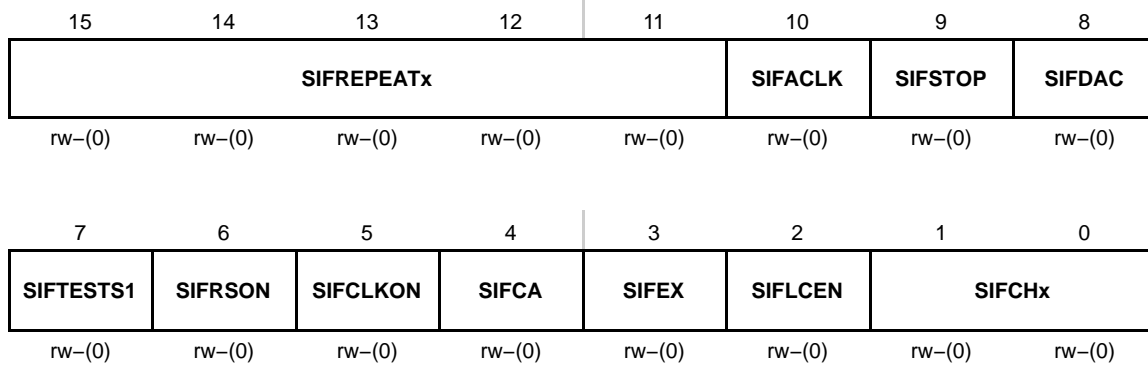 15 14 13 12 11 10 9 8
SIFREPEATx SIFACLK SIFSTOP SIFDAC
rw−(0) rw−(0) rw−(0) rw−(0) rw−(0) rw−(0) rw−(0) rw−(0)
7 6 5 4 3 2 1 0
SIFTESTS1 SIFRSON SIFCLKON SIFCA SIFEX SIFLCEN SIFCHx
rw−(0) rw−(0) rw−(0) rw−(0) rw−(0) rw−(0) rw−(0) rw−(0)